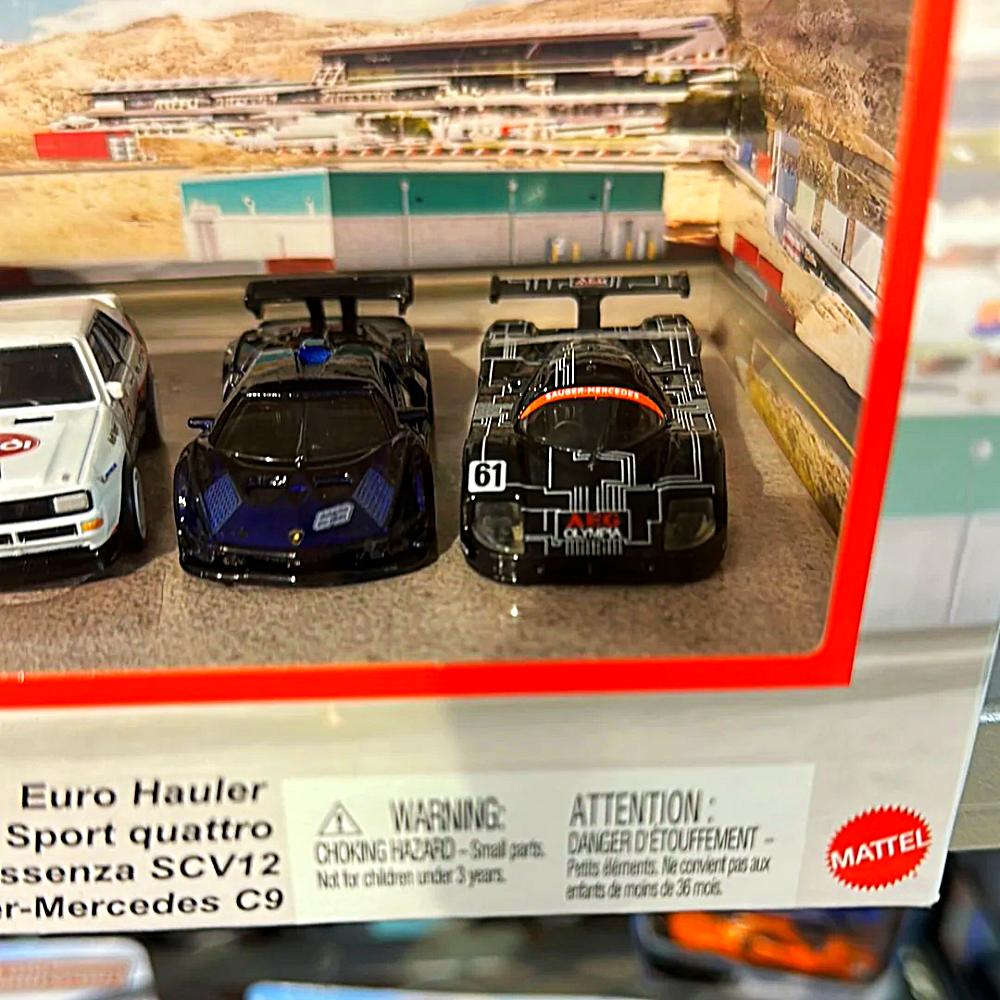 AEG
SAUBER-MERCEDES
61
AEG
OLYMPIA
Euro Hauler
Sport quattro
ssenza SCV12
er-Mercedes C9
WARNING:
CHOKING HAZARD – Small parts.
Not for children under 3 years.
ATTENTION :
DANGER D'ÉTOUFFEMENT –
Petits éléments. Ne convient pas aux
enfants de moins de 36 mois.
MATTEL